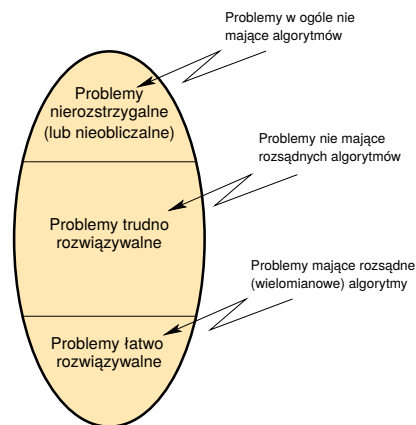 Problemy w ogóle nie
mające algorytmów
Problemy
nierozstrzygalne
(lub nieobliczalne)
Problemy nie mające
rozsądnych algorytmów
Problemy trudno
rozwiązywalne
Problemy mające rozsądne
(wielomianowe) algorytmy
Problemy łatwo
rozwiązywalne